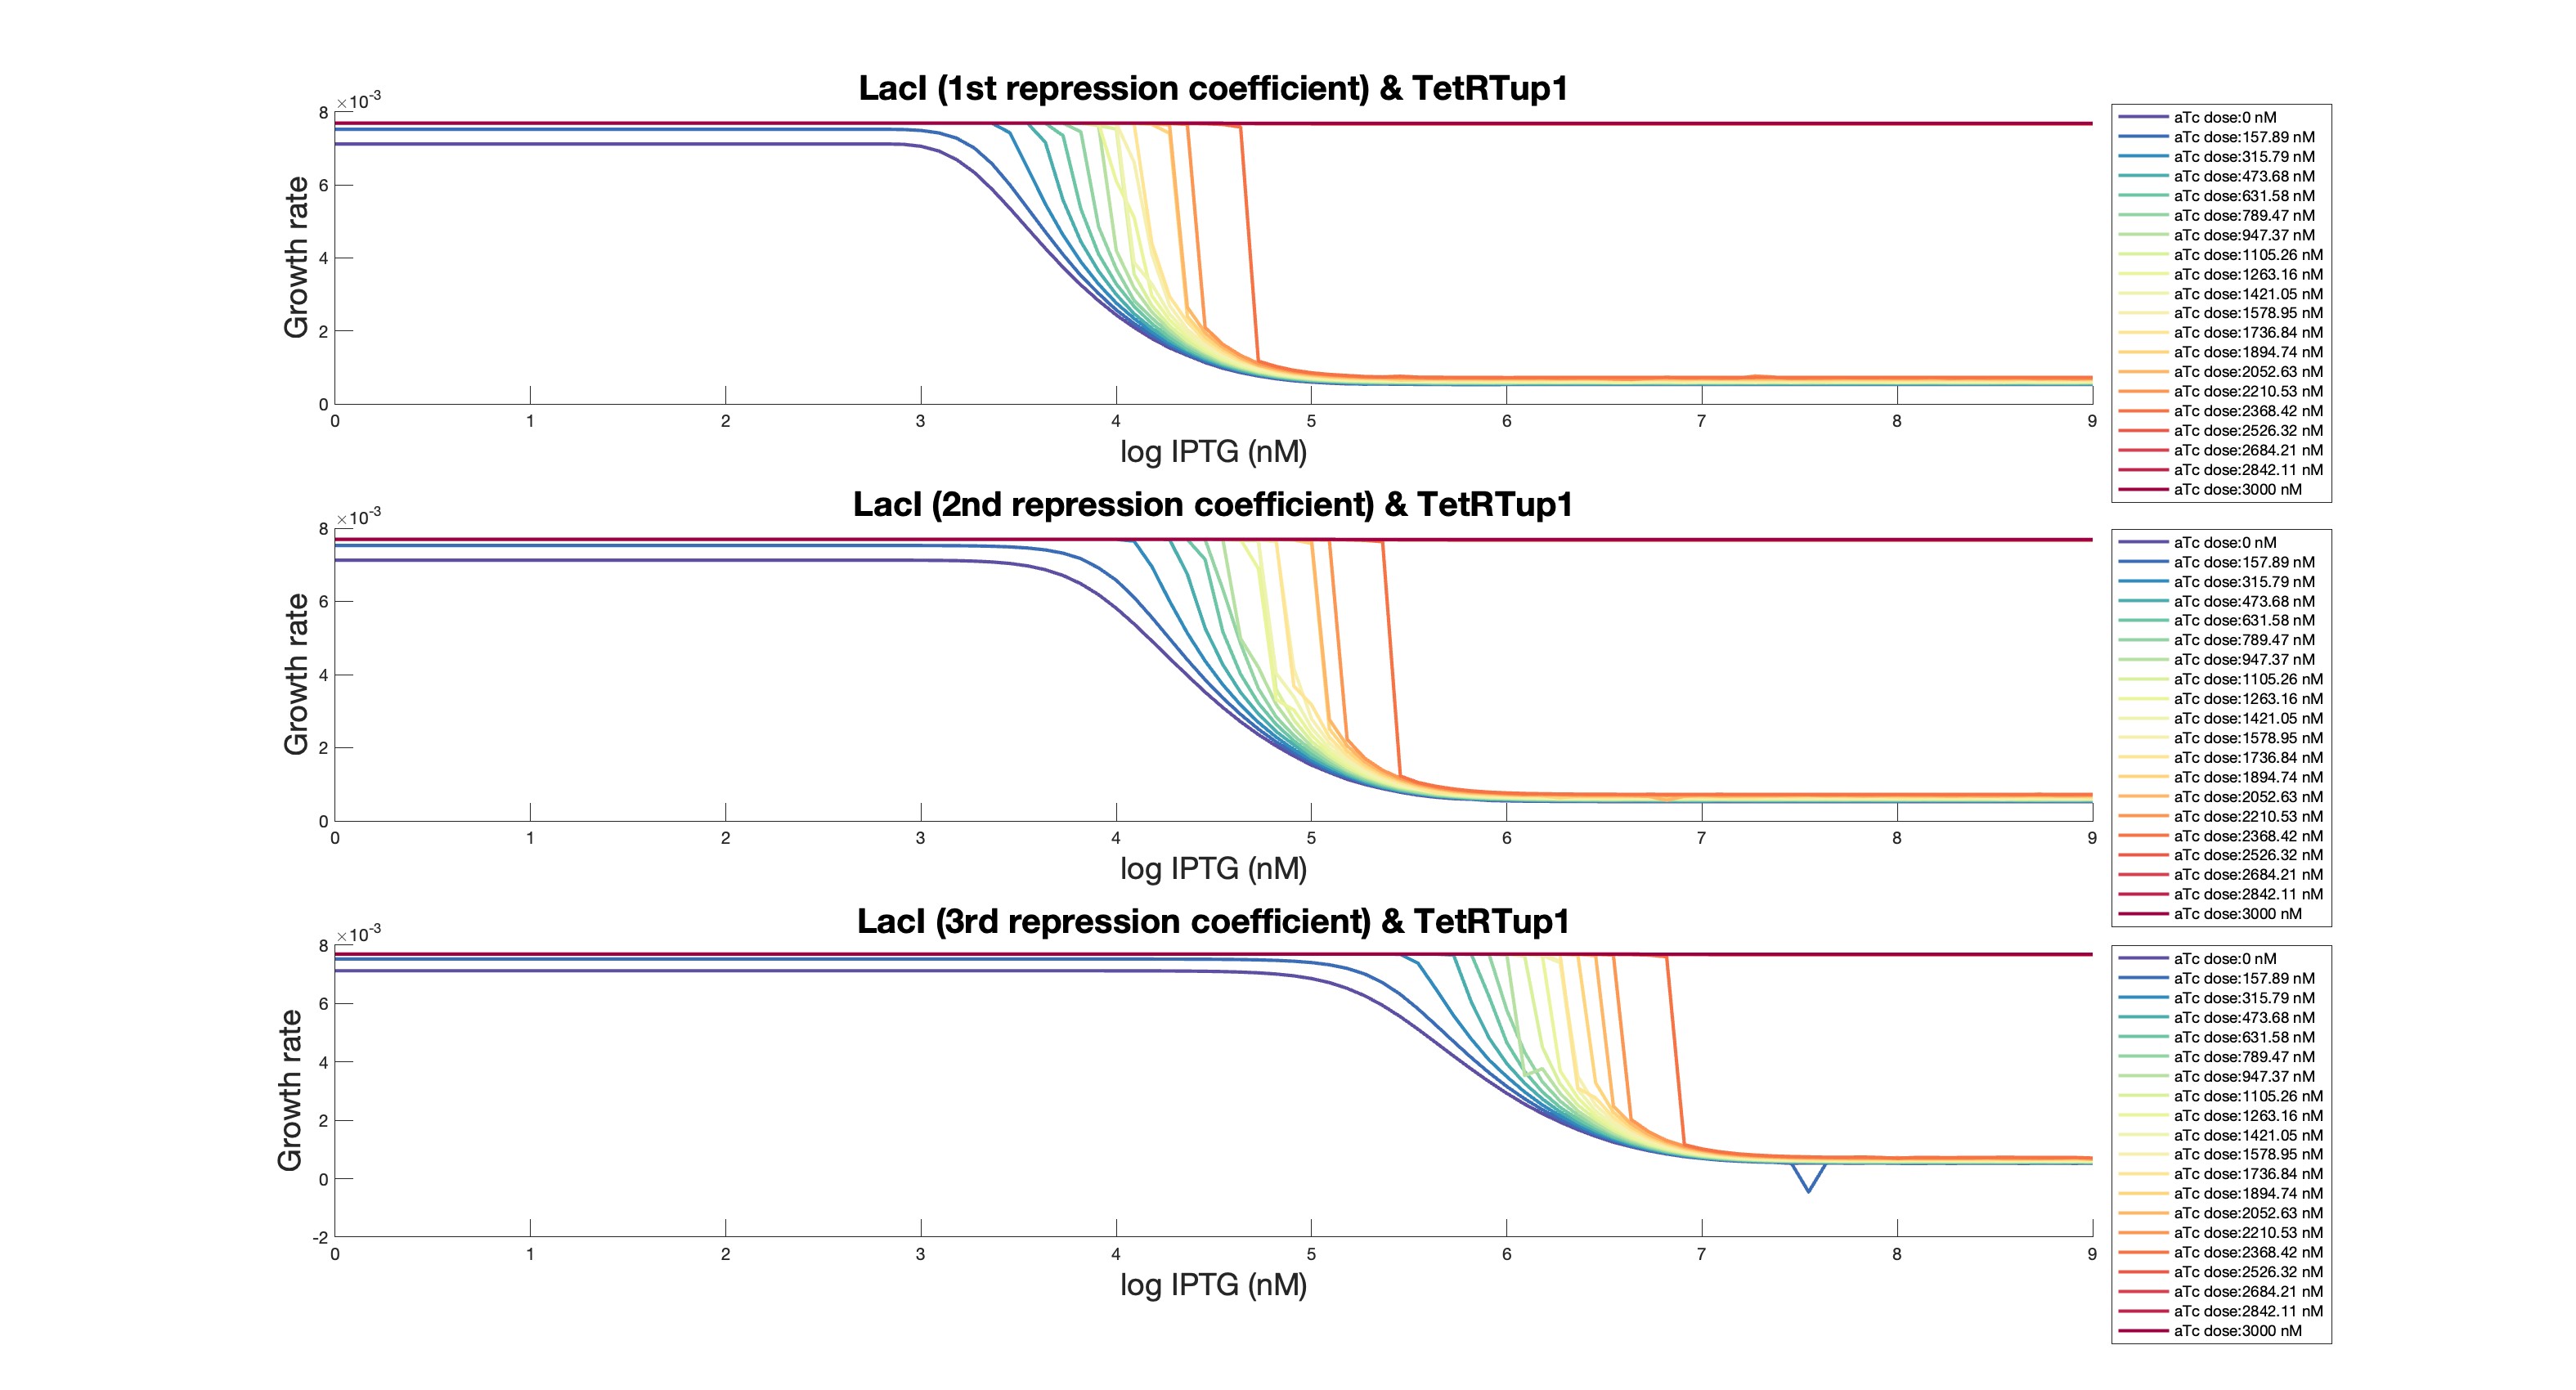 LacI (1st repression coefficient) & TetRTup1
×10-3
8
6
4
2
0
Growth rate
0 1 2 3 4 5 6 7 8 9
log IPTG (nM)
aTc dose:0 nM
aTc dose:157.89 nM
aTc dose:315.79 nM
aTc dose:473.68 nM
aTc dose:631.58 nM
aTc dose:789.47 nM
aTc dose:947.37 nM
aTc dose:1105.26 nM
aTc dose:1263.16 nM
aTc dose:1421.05 nM
aTc dose:1578.95 nM
aTc dose:1736.84 nM
aTc dose:1894.74 nM
aTc dose:2052.63 nM
aTc dose:2210.53 nM
aTc dose:2368.42 nM
aTc dose:2526.32 nM
aTc dose:2684.21 nM
aTc dose:2842.11 nM
aTc dose:3000 nM
LacI (2nd repression coefficient) & TetRTup1
×10-3
8
6
4
2
0
Growth rate
0 1 2 3 4 5 6 7 8 9
log IPTG (nM)
aTc dose:0 nM
aTc dose:157.89 nM
aTc dose:315.79 nM
aTc dose:473.68 nM
aTc dose:631.58 nM
aTc dose:789.47 nM
aTc dose:947.37 nM
aTc dose:1105.26 nM
aTc dose:1263.16 nM
aTc dose:1421.05 nM
aTc dose:1578.95 nM
aTc dose:1736.84 nM
aTc dose:1894.74 nM
aTc dose:2052.63 nM
aTc dose:2210.53 nM
aTc dose:2368.42 nM
aTc dose:2526.32 nM
aTc dose:2684.21 nM
aTc dose:2842.11 nM
aTc dose:3000 nM
LacI (3rd repression coefficient) & TetRTup1
×10-3
8
6
4
2
0
-2
Growth rate
0 1 2 3 4 5 6 7 8 9
log IPTG (nM)
aTc dose:0 nM
aTc dose:157.89 nM
aTc dose:315.79 nM
aTc dose:473.68 nM
aTc dose:631.58 nM
aTc dose:789.47 nM
aTc dose:947.37 nM
aTc dose:1105.26 nM
aTc dose:1263.16 nM
aTc dose:1421.05 nM
aTc dose:1578.95 nM
aTc dose:1736.84 nM
aTc dose:1894.74 nM
aTc dose:2052.63 nM
aTc dose:2210.53 nM
aTc dose:2368.42 nM
aTc dose:2526.32 nM
aTc dose:2684.21 nM
aTc dose:2842.11 nM
aTc dose:3000 nM